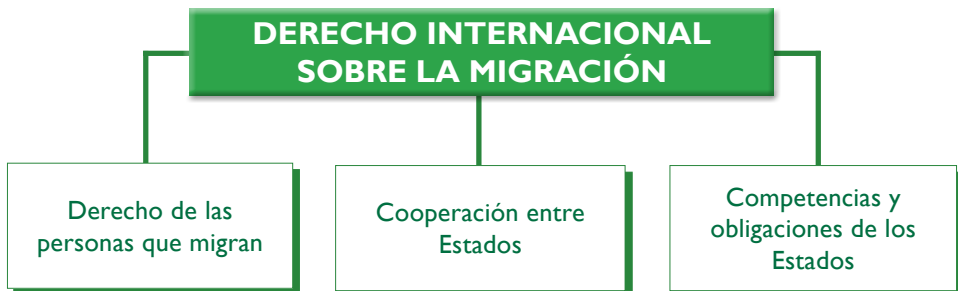 DERECHO INTERNACIONAL
SOBRE LA MIGRACIÓN
Derecho de las
personas que migran
Cooperación entre
Estados
Competencias y
obligaciones de los
Estados